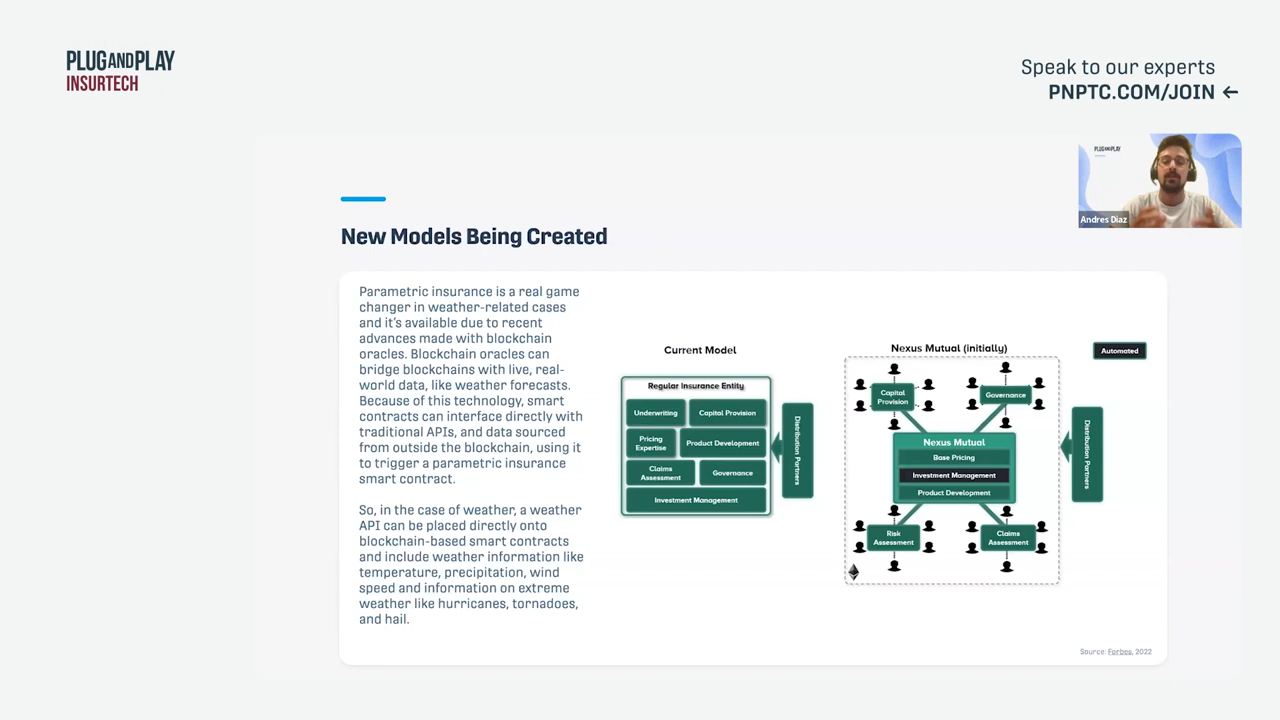 PLUGANDPLAY
INSURTECH
Speak to our experts
PNPTC.COM/JOIN ←
PLUGANDPLAY
Andres Diaz
New Models Being Created
Parametric insurance is a real game
changer in weather-related cases
and it's available due to recent
advances made with blockchain
oracles. Blockchain oracles can
bridge blockchains with live, real-
world data, like weather forecasts.
Because of this technology, smart
contracts can interface directly with
traditional APIs, and data sourced
from outside the blockchain, using it
to trigger a parametric insurance
smart contract.
So, in the case of weather, a weather
API can be placed directly onto
blockchain-based smart contracts
and include weather information like
temperature, precipitation, wind
speed and information on extreme
weather like hurricanes, tornadoes,
and hail.
Current Model
Regular Insurance Entity
Underwriting
Capital Provision
Pricing
Expertise
Product Development
Claims
Assessment
Governance
Investment Management
Distribution Partners
Nexus Mutual (initially)
Automated
Capital
Provision
Governance
Nexus Mutual
Base Pricing
Investment Management
Product Development
Risk
Assessment
Claims
Assessment
Distribution Partners
Source: Forbes, 2022